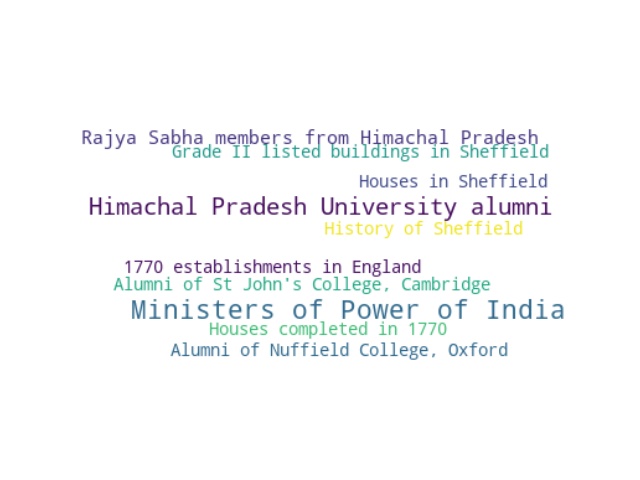 Rajya Sabha members from Himachal Pradesh
Grade II listed buildings in Sheffield
Houses in Sheffield
Himachal Pradesh University alumni
History of Sheffield
1770 establishments in England
Alumni of St John's College, Cambridge
Ministers of Power of India
Houses completed in 1770
Alumni of Nuffield College, Oxford